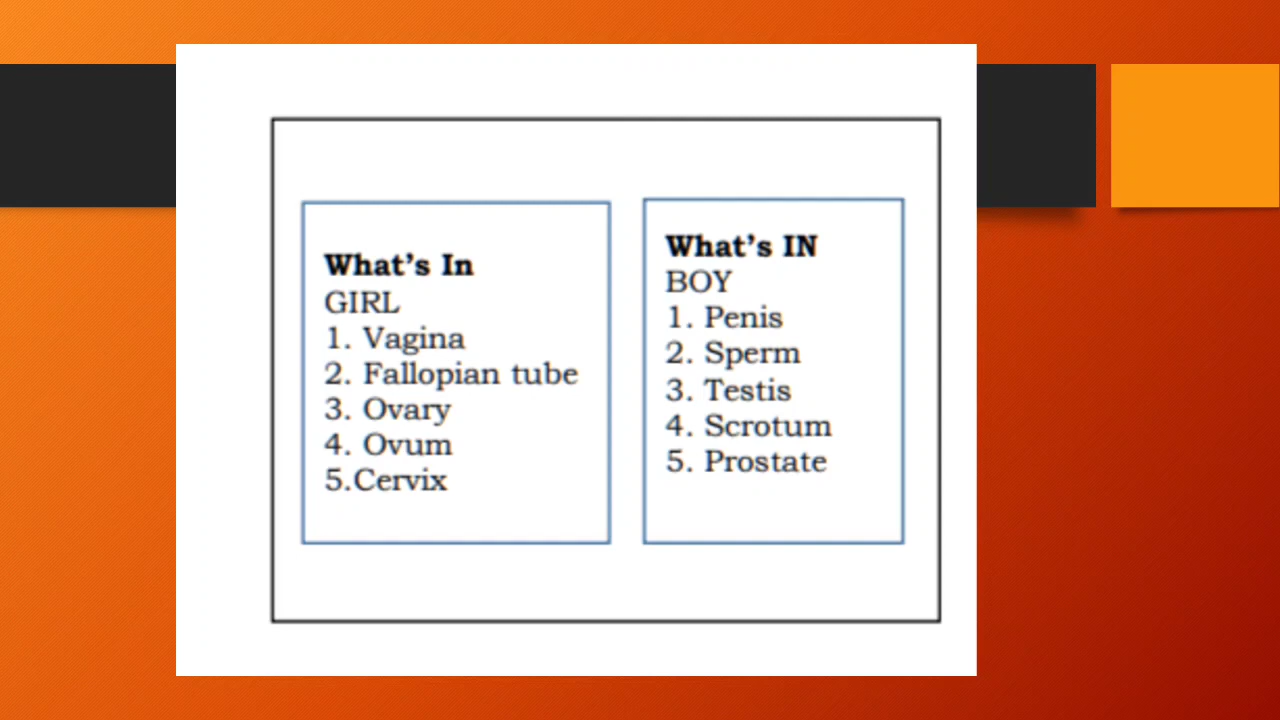 What's In
GIRL
1. Vagina
2. Fallopian tube
3. Ovary
4. Ovum
5.Cervix
What's IN
BOY
1. Penis
2. Sperm
3. Testis
4. Scrotum
5. Prostate